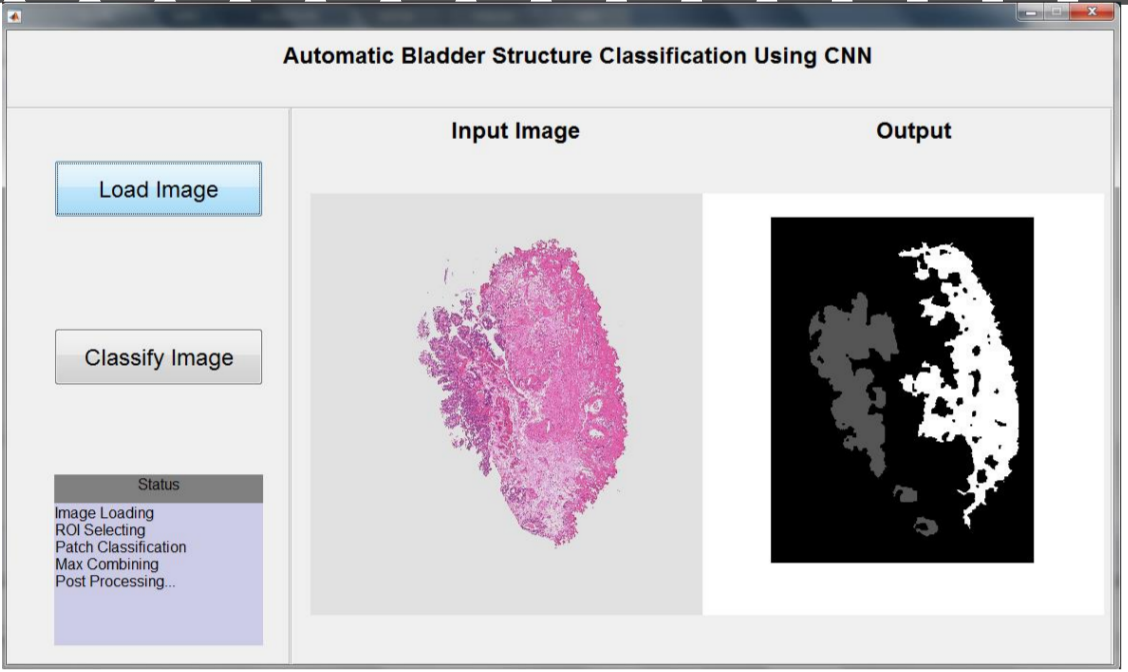 Automatic Bladder Structure Classification Using CNN
Input Image
Output
Load Image
Classify Image
Status
Image Loading
ROI Selecting
Patch Classification
Max Combining
Post Processing...